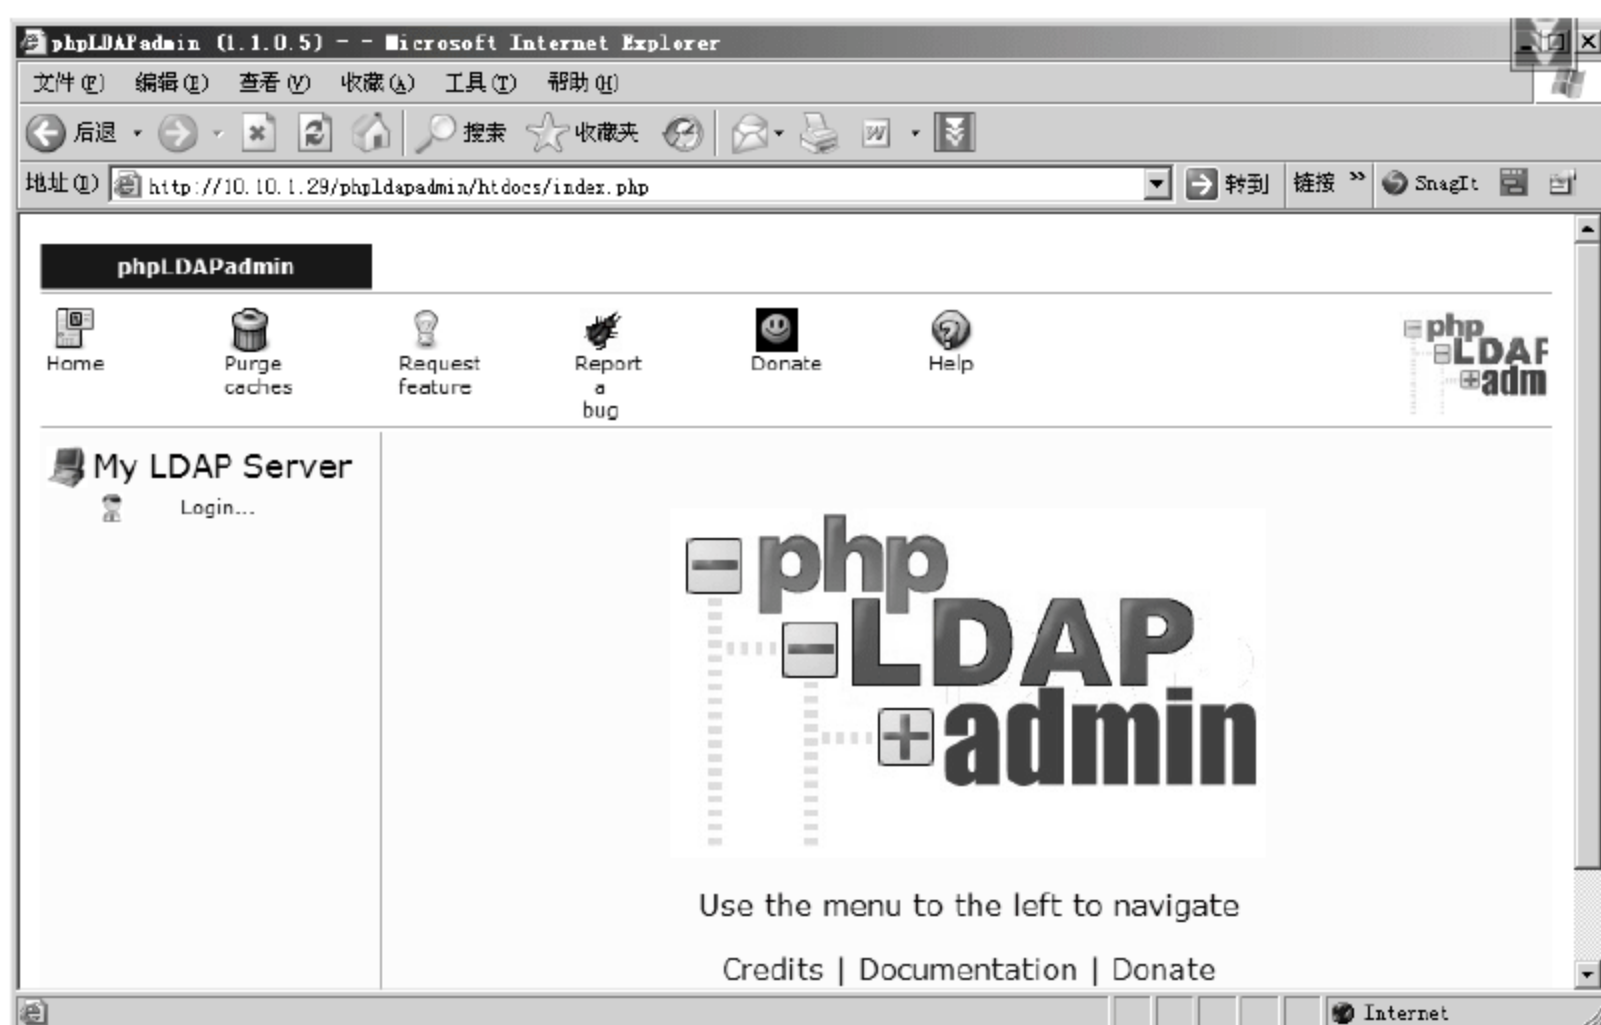 phpLDAPadmin (1.1.0.5) - - Microsoft Internet Explorer
文件(F) 编辑(E) 查看(V) 收藏(A) 工具(T) 帮助(H)
后退 搜索 收藏夹
地址(D) http://10.10.1.29/phpldapadmin/htdocs/index.php 转到 链接 » SnagIt
phpLDAPadmin
Home Purge caches Request feature Report a bug Donate Help
php
LDAP
adm
My LDAP Server
Login...
php
LDAP
admin
Use the menu to the left to navigate
Credits | Documentation | Donate
Internet